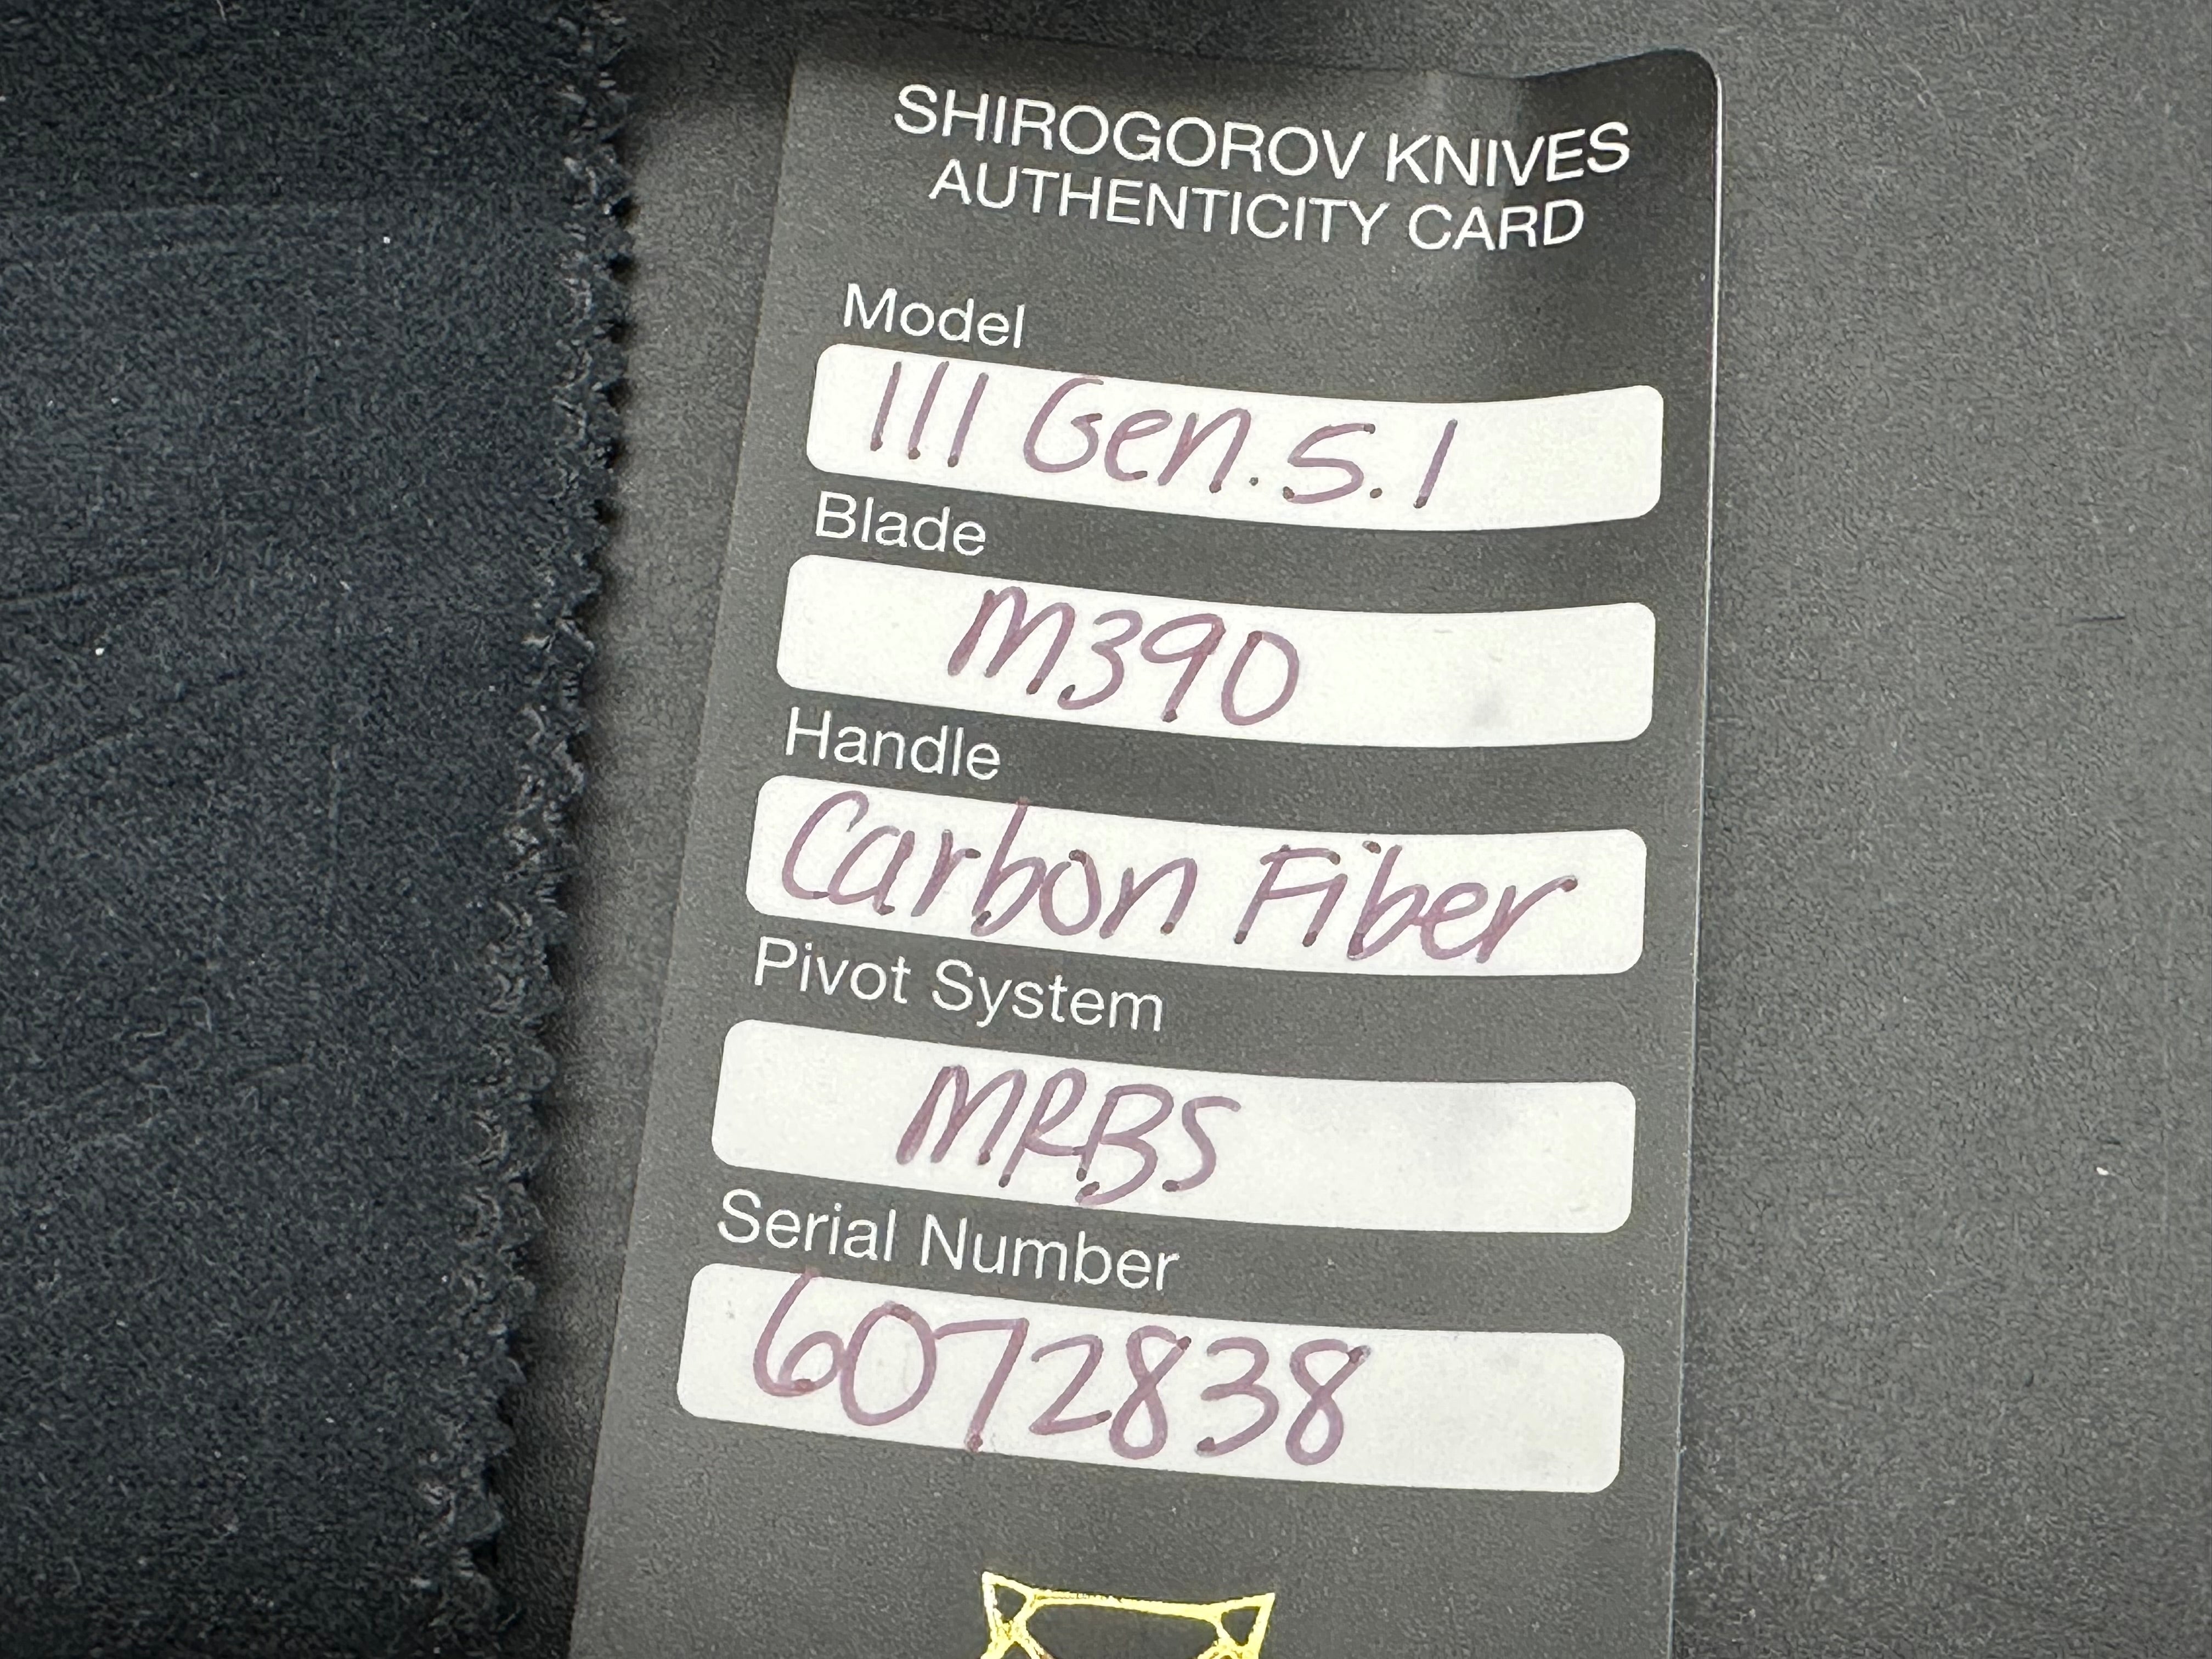 SHIROGOROV KNIVES
AUTHENTICITY CARD
Model
111 Gen.5.1
Blade
M390
Handle
Carbon Fiber
Pivot System
MRBS
Serial Number
6072838